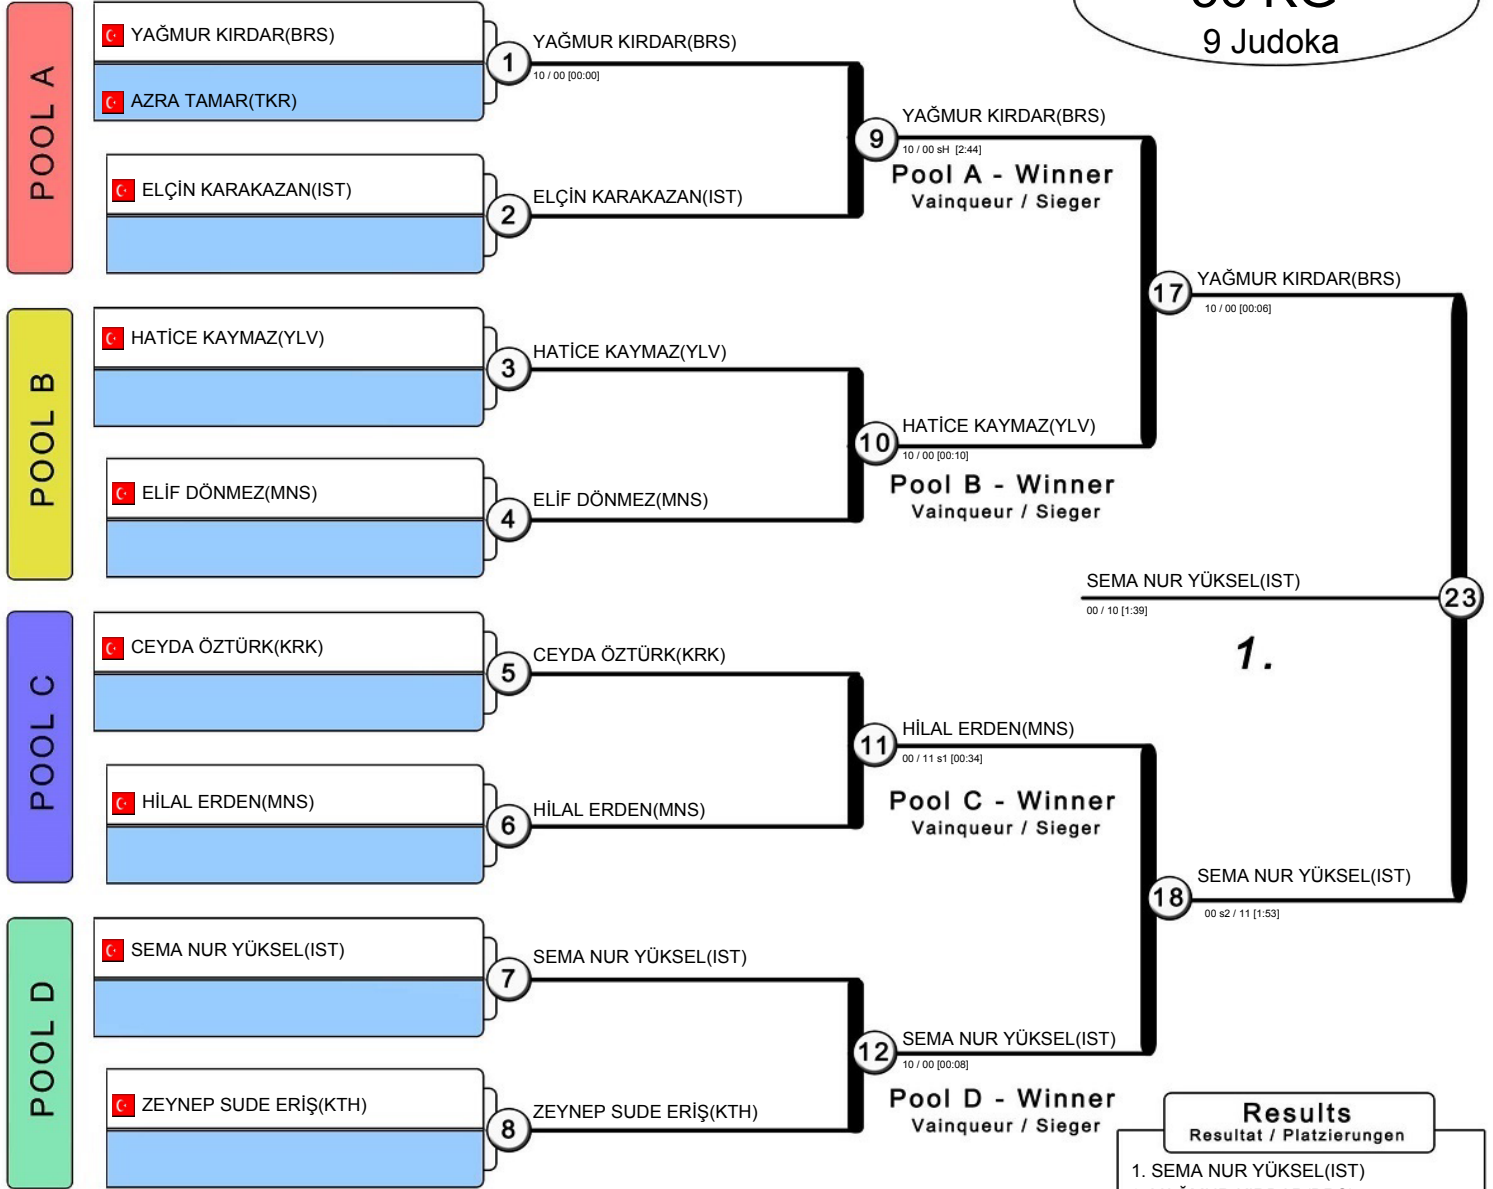 9 Judoka
POOL A
YAĞMUR KIRDAR(BRS)
AZRA TAMAR(TKR)
1
YAĞMUR KIRDAR(BRS)
10 / 00 [00:00]
ELÇİN KARAKAZAN(IST)
2
ELÇİN KARAKAZAN(IST)
9
YAĞMUR KIRDAR(BRS)
10 / 00 sH [2:44]
Pool A - Winner
Vainqueur / Sieger
POOL B
HATİCE KAYMAZ(YLV)
3
HATİCE KAYMAZ(YLV)
ELİF DÖNMEZ(MNS)
4
ELİF DÖNMEZ(MNS)
10
HATİCE KAYMAZ(YLV)
10 / 00 [00:10]
Pool B - Winner
Vainqueur / Sieger
17
YAĞMUR KIRDAR(BRS)
10 / 00 [00:06]
POOL C
CEYDA ÖZTÜRK(KRK)
5
CEYDA ÖZTÜRK(KRK)
HİLAL ERDEN(MNS)
6
HİLAL ERDEN(MNS)
11
HİLAL ERDEN(MNS)
00 / 11 s1 [00:34]
Pool C - Winner
Vainqueur / Sieger
POOL D
SEMA NUR YÜKSEL(IST)
7
SEMA NUR YÜKSEL(IST)
ZEYNEP SUDE ERİŞ(KTH)
8
ZEYNEP SUDE ERİŞ(KTH)
12
SEMA NUR YÜKSEL(IST)
10 / 00 [00:08]
Pool D - Winner
Vainqueur / Sieger
18
SEMA NUR YÜKSEL(IST)
00 s2 / 11 [1:53]
23
SEMA NUR YÜKSEL(IST)
00 / 10 [1:39]
1.
Results
Resultat / Platzierungen
1. SEMA NUR YÜKSEL(IST)